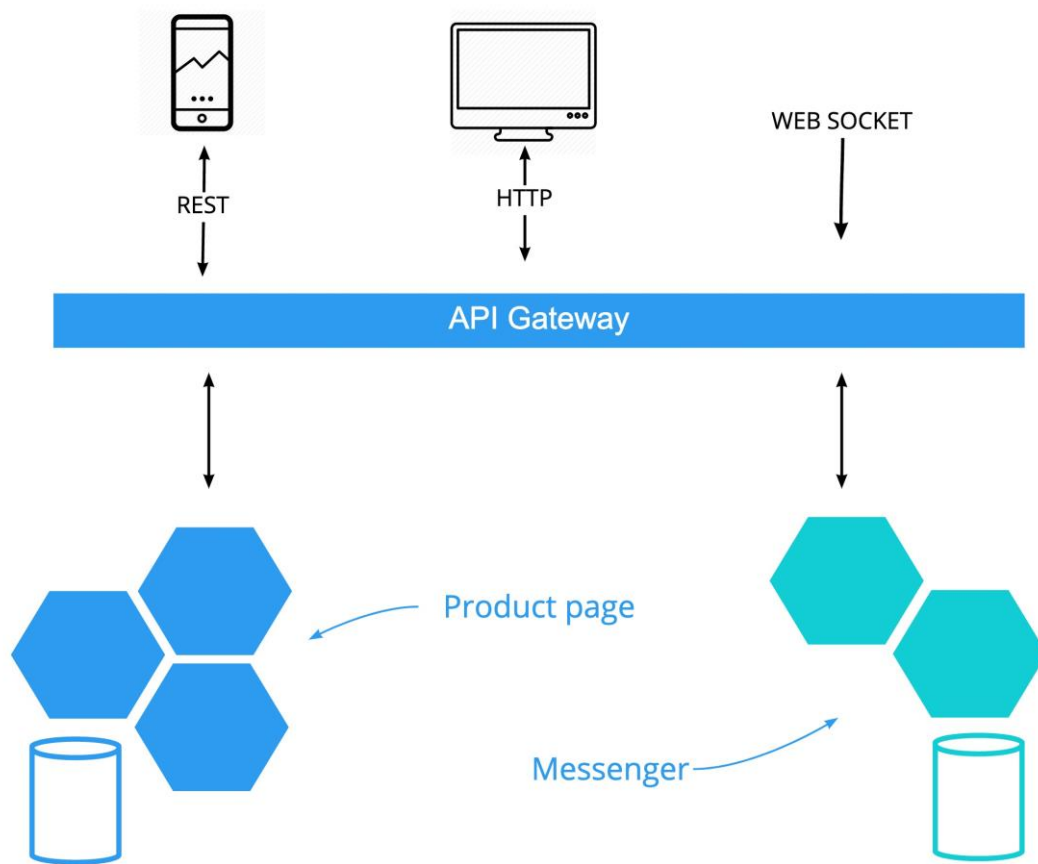 WEB SOCKET
REST
HTTP
API Gateway
Product page
Messenger